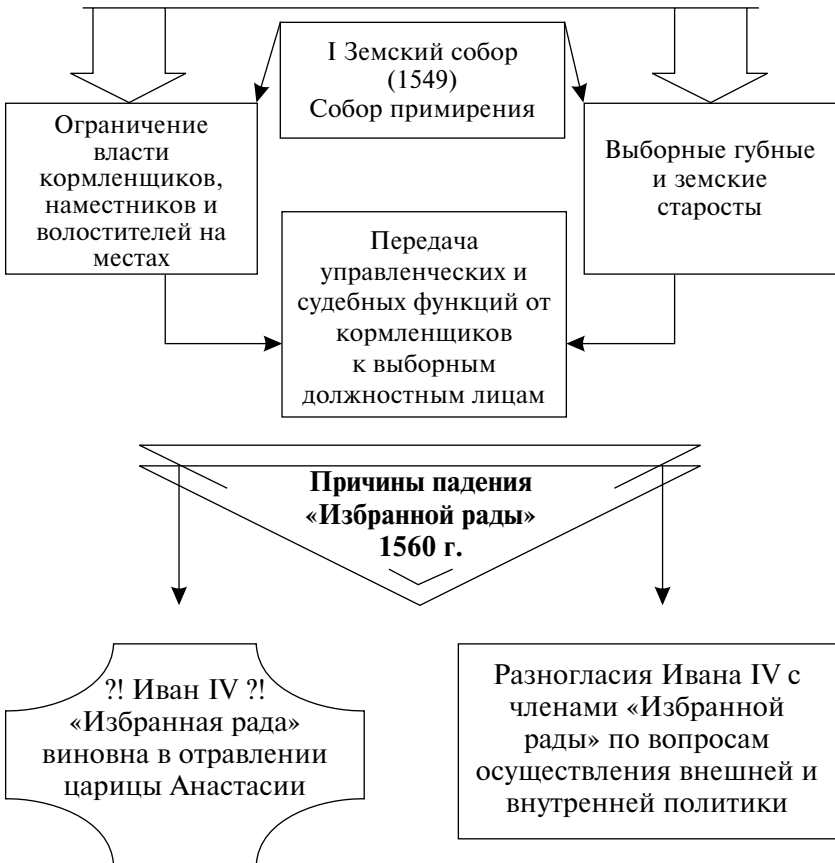 I Земский собор
(1549)
Собор примирения
Ограничение
власти
кормленщиков,
наместников и
волостителей на
местах
Выборные губные
и земские
старосты
Передача
управленческих и
судебных функций от
кормленщиков
к выборным
должностным лицам
Причины падения
«Избранной рады»
1560 г.
?! Иван IV ?!
«Избранная рада»
виновна в отравлении
царицы Анастасии
Разногласия Ивана IV с
членами «Избранной
рады» по вопросам
осуществления внешней и
внутренней политики